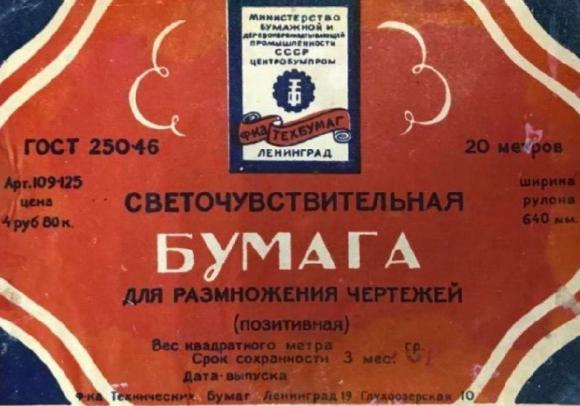 Министерство
бумажной и
деревообрабатывающей
промышленности
СССР
Центробумпром
ф-ка Техбумаг
Ленинград
ГОСТ 250-46
20 метров
Арт. 109-125
цена
4 руб 80 к.
ширина
рулона
640 мм.
СВЕТОЧУВСТВИТЕЛЬНАЯ
БУМАГА
ДЛЯ РАЗМНОЖЕНИЯ ЧЕРТЕЖЕЙ
(ПОЗИТИВНАЯ)
Вес квадратного метра гр.
Срок сохранности 3 мес.
Дата выпуска
Ф-ка Технических Бумаг Ленинград 19 Глухоозерская 10